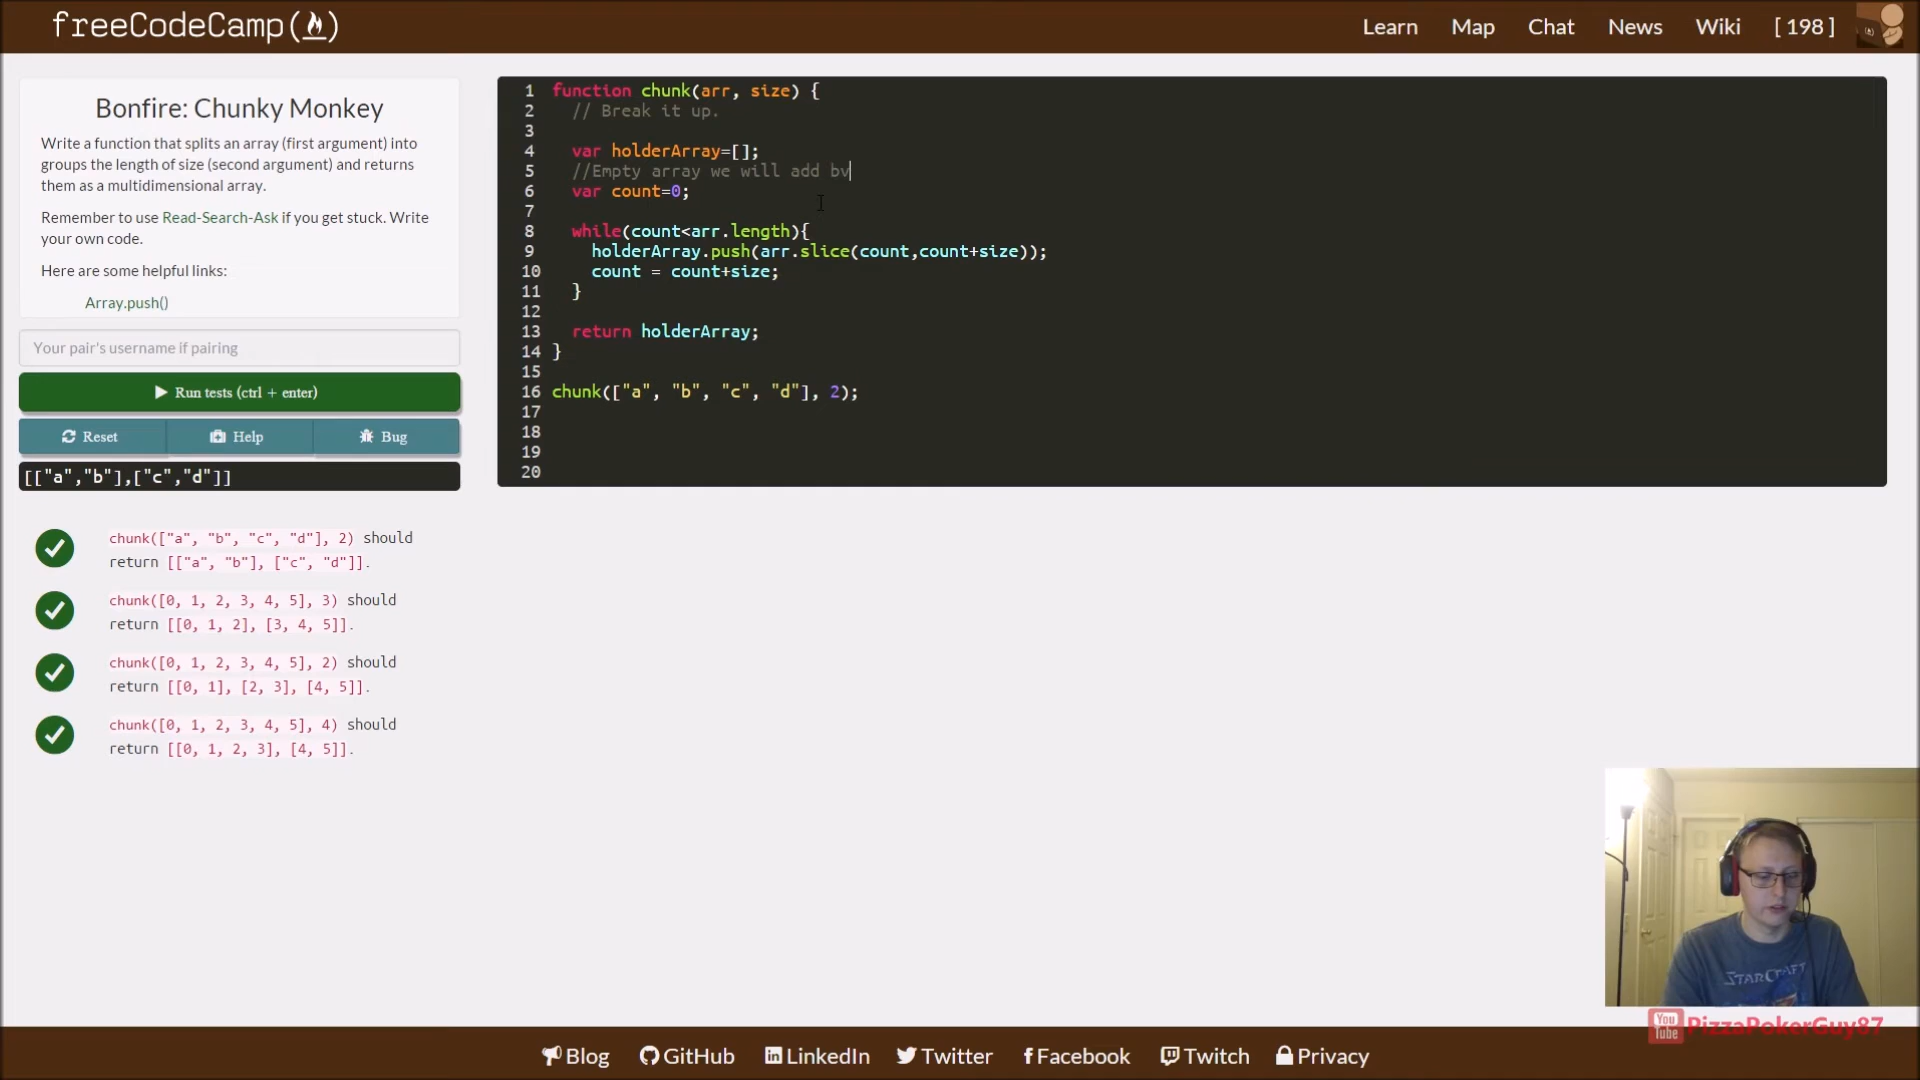 freeCodeCamp(🔥)
Learn Map Chat News Wiki [ 198 ]
Bonfire: Chunky Monkey
Write a function that splits an array (first argument) into
groups the length of size (second argument) and returns
them as a multidimensional array.
Remember to use Read-Search-Ask if you get stuck. Write
your own code.
Here are some helpful links:
Array.push()
Your pair's username if pairing
Run tests (ctrl + enter)
Reset Help Bug
[["a","b"],["c","d"]]
chunk(["a", "b", "c", "d"], 2) should
return [["a", "b"], ["c", "d"]].
chunk([0, 1, 2, 3, 4, 5], 3) should
return [[0, 1, 2], [3, 4, 5]].
chunk([0, 1, 2, 3, 4, 5], 2) should
return [[0, 1], [2, 3], [4, 5]].
chunk([0, 1, 2, 3, 4, 5], 4) should
return [[0, 1, 2, 3], [4, 5]].
1 function chunk(arr, size) {
2 // Break it up.
3
4 var holderArray=[];
5 //Empty array we will add bv
6 var count=0;
7
8 while(count<arr.length){
9 holderArray.push(arr.slice(count,count+size));
10 count = count+size;
11 }
12
13 return holderArray;
14 }
15
16 chunk(["a", "b", "c", "d"], 2);
17
18
19
20
STARCRAFT
You Tube PizzaPokerGuy87
Blog GitHub LinkedIn Twitter Facebook Twitch Privacy